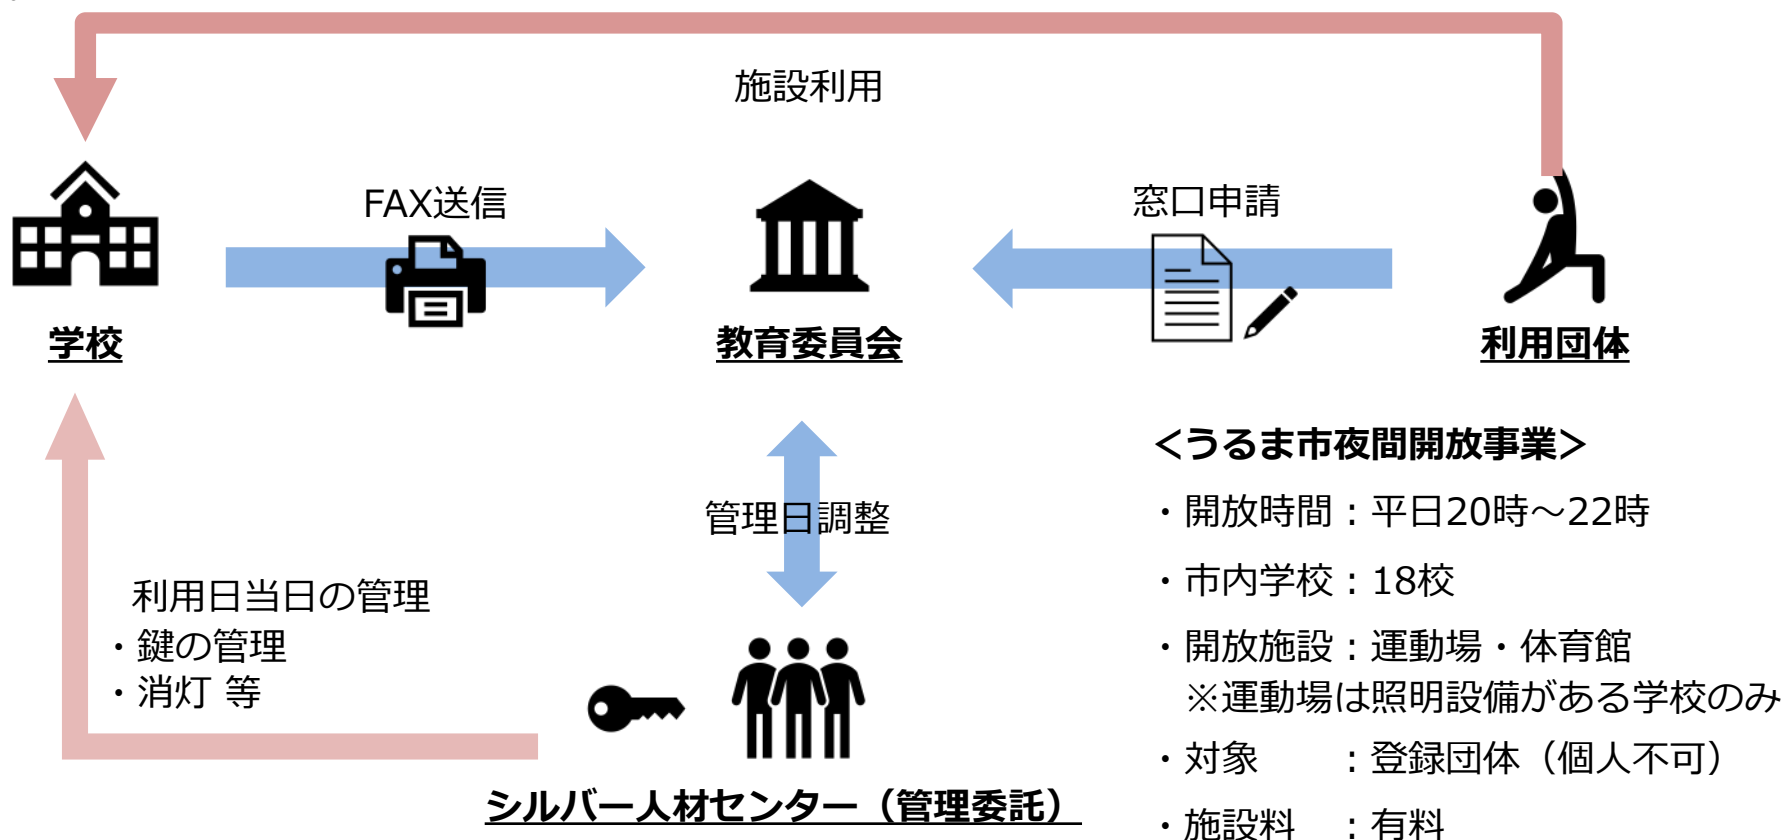 施設利用
FAX送信
窓口申請
学校
教育委員会
利用団体
管理日調整
利用日当日の管理
・鍵の管理
・消灯 等
シルバー人材センター（管理委託）
＜うるま市夜間開放事業＞
・開放時間：平日20時～22時
・市内学校：18校
・開放施設：運動場・体育館
※運動場は照明設備がある学校のみ
・対象　　：登録団体（個人不可）
・施設料　：有料